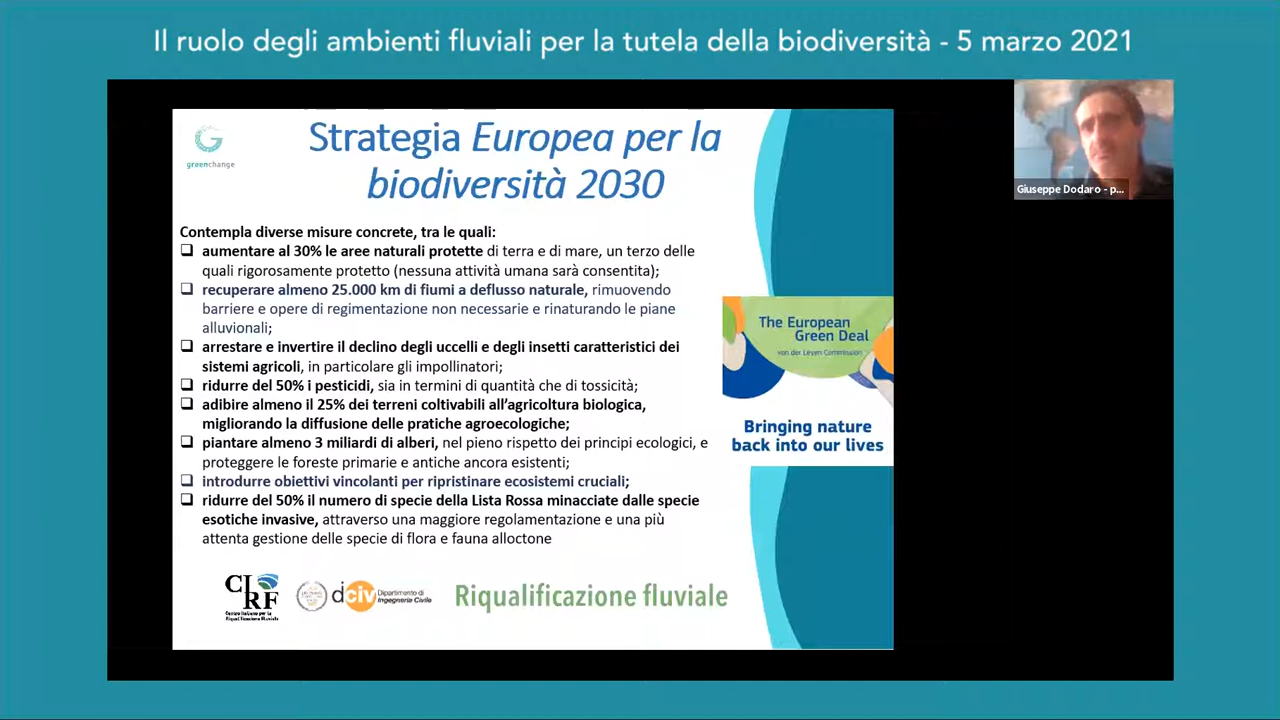 Il ruolo degli ambienti fluviali per la tutela della biodiversità - 5 marzo 2021
greenchange
Strategia Europea per la
biodiversità 2030
Giuseppe Dodaro - p...
Contempla diverse misure concrete, tra le quali:
aumentare al 30% le aree naturali protette di terra e di mare, un terzo delle
quali rigorosamente protetto (nessuna attività umana sarà consentita);
recuperare almeno 25.000 km di fiumi a deflusso naturale, rimuovendo
barriere e opere di regimentazione non necessarie e rinaturando le piane
alluvionali;
arrestare e invertire il declino degli uccelli e degli insetti caratteristici dei
sistemi agricoli, in particolare gli impollinatori;
ridurre del 50% i pesticidi, sia in termini di quantità che di tossicità;
adibire almeno il 25% dei terreni coltivabili all'agricoltura biologica,
migliorando la diffusione delle pratiche agroecologiche;
piantare almeno 3 miliardi di alberi, nel pieno rispetto dei principi ecologici, e
proteggere le foreste primarie e antiche ancora esistenti;
introdurre obiettivi vincolanti per ripristinare ecosistemi cruciali;
ridurre del 50% il numero di specie della Lista Rossa minacciate dalle specie
esotiche invasive, attraverso una maggiore regolamentazione e una più
attenta gestione delle specie di flora e fauna alloctone
The European
Green Deal
von der Leyen Commission
Bringing nature
back into our lives
CIRF
Centro Italiano per la
Riqualificazione Fluviale
dciv
Dipartimento di
Ingegneria Civile
Riqualificazione fluviale